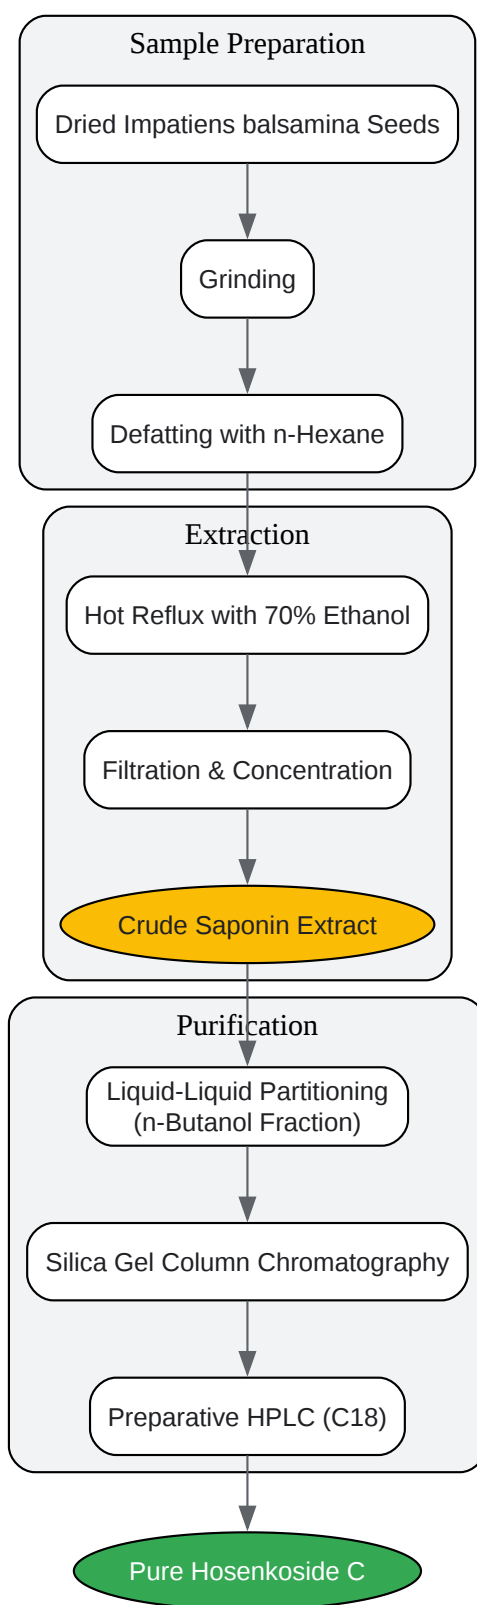 Sample Preparation
Dried Impatiens balsamina Seeds
Grinding
Defatting with n-Hexane
Extraction
Hot Reflux with 70% Ethanol
Filtration & Concentration
Crude Saponin Extract
Purification
Liquid-Liquid Partitioning
(n-Butanol Fraction)
Silica Gel Column Chromatography
Preparative HPLC (C18)
Pure Hosenkoside C